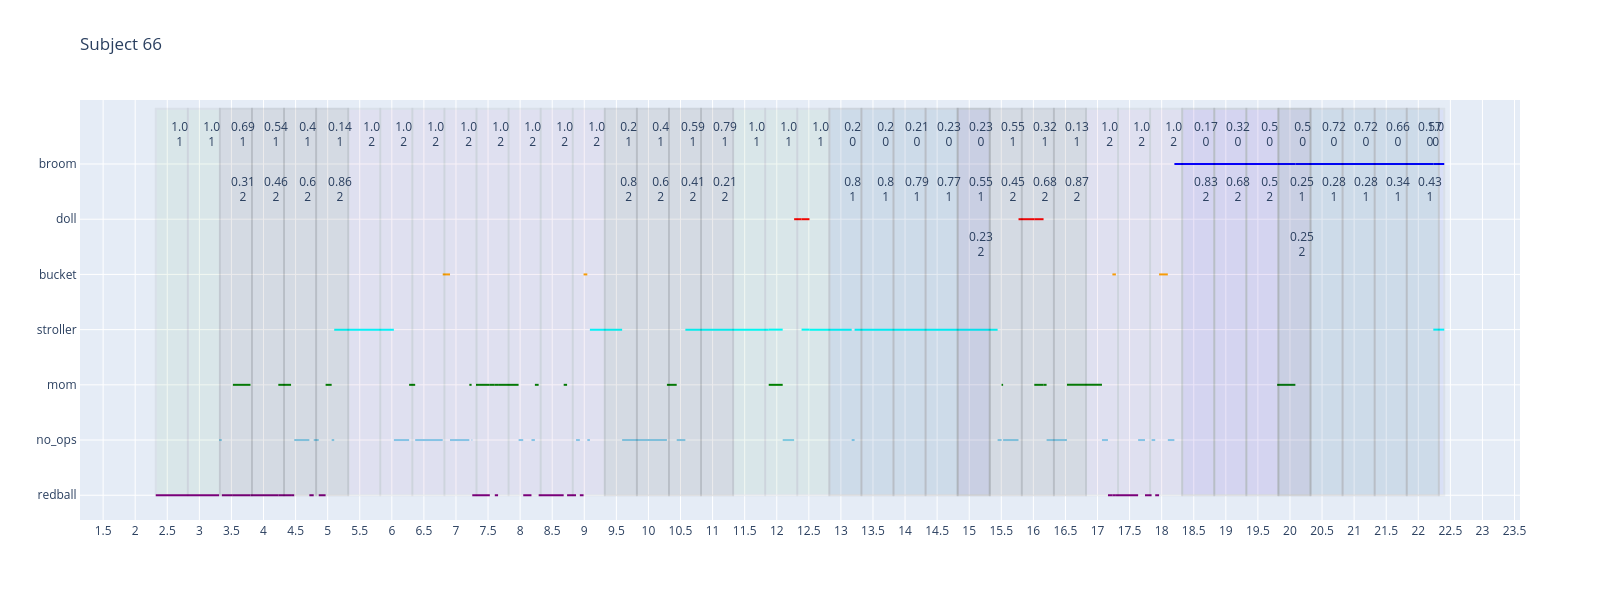 Subject 66
1.0 1.0 0.69 0.54 0.4 0.14 1.0 1.0 1.0 1.0 1.0 1.0 1.0 1.0 0.2 0.4 0.59 0.79 1.0 1.0 1.0 0.2 0.2 0.21 0.23 0.23 0.55 0.32 0.13 1.0 1.0 1.0 0.17 0.32 0.5 0.5 0.72 0.72 0.66
1 1 1 1 1 1 2 2 2 2 2 2 2 2 1 1 1 1 1 1 1 0 0 0 0 0 1 1 1 2 2 2 0 0 0 0 0 0 0
broom
0.31 0.46 0.6 0.86 0.8 0.6 0.41 0.21 0.8 0.8 0.79 0.77 0.55 0.45 0.68 0.87 0.83 0.68 0.5 0.25 0.28 0.28 0.34 0.43
2 2 2 2 2 2 2 2 1 1 1 1 1 2 2 2 2 2 2 1 1 1 1 1
doll
0.23 0.25
2 2
bucket
stroller
mom
no_ops
redball
1.5 2 2.5 3 3.5 4 4.5 5 5.5 6 6.5 7 7.5 8 8.5 9 9.5 10 10.5 11 11.5 12 12.5 13 13.5 14 14.5 15 15.5 16 16.5 17 17.5 18 18.5 19 19.5 20 20.5 21 21.5 22 22.5 23 23.5